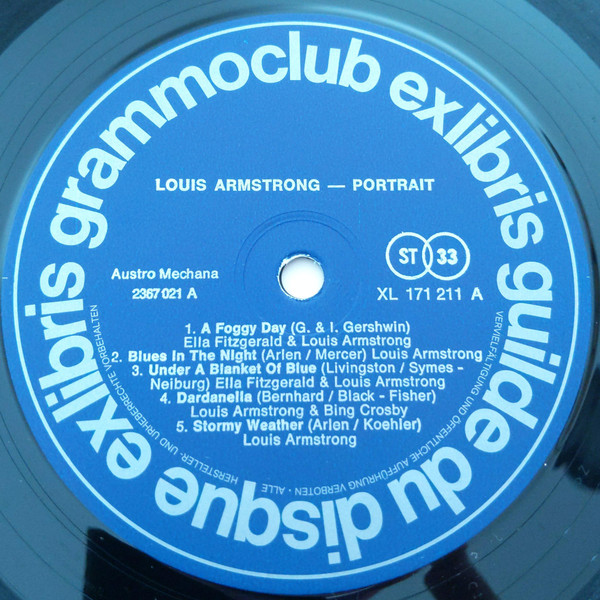 grammoclub exlibris guilde du disque ex libris
LOUIS ARMSTRONG — PORTRAIT
ST 33
Austro Mechana
2367 021 A
XL 171 211 A
1. A Foggy Day (G. & I. Gershwin)
Ella Fitzgerald & Louis Armstrong
2. Blues In The Night (Arlen / Mercer) Louis Armstrong
3. Under A Blanket Of Blue (Livingston / Symes -
Neiburg) Ella Fitzgerald & Louis Armstrong
4. Dardanella (Bernhard / Black - Fisher)
Louis Armstrong & Bing Crosby
5. Stormy Weather (Arlen / Koehler)
Louis Armstrong
VERVIELFÄLTIGUNG UND ÖFFENTLICHE AUFFÜHRUNG VERBOTEN · ALLE HERSTELLER- UND URHEBERRECHTE VORBEHALTEN